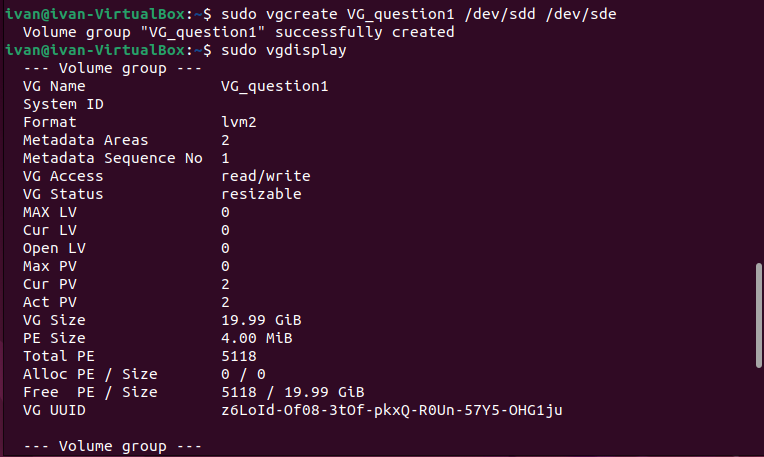 ivan@ivan-VirtualBox:~$ sudo vgcreate VG_question1 /dev/sdd /dev/sde
  Volume group "VG_question1" successfully created
ivan@ivan-VirtualBox:~$ sudo vgdisplay
  --- Volume group ---
  VG Name               VG_question1
  System ID
  Format                lvm2
  Metadata Areas        2
  Metadata Sequence No  1
  VG Access             read/write
  VG Status             resizable
  MAX LV                0
  Cur LV                0
  Open LV               0
  Max PV                0
  Cur PV                2
  Act PV                2
  VG Size               19.99 GiB
  PE Size               4.00 MiB
  Total PE              5118
  Alloc PE / Size       0 / 0
  Free  PE / Size       5118 / 19.99 GiB
  VG UUID               z6LoId-Of08-3tOf-pkxQ-R0Un-57Y5-OHG1ju

  --- Volume group ---